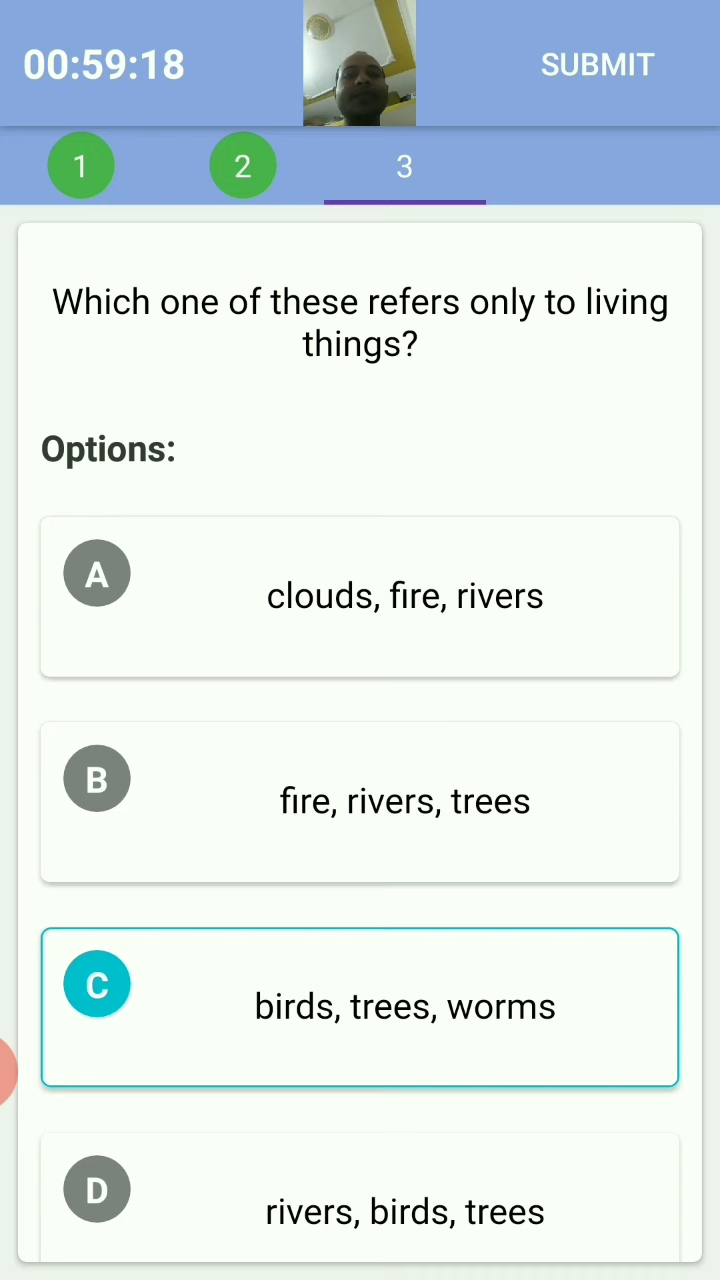 00:59:18
SUBMIT
1
2
3
Which one of these refers only to living
things?
Options:
A
clouds, fire, rivers
B
fire, rivers, trees
C
birds, trees, worms
D
rivers, birds, trees